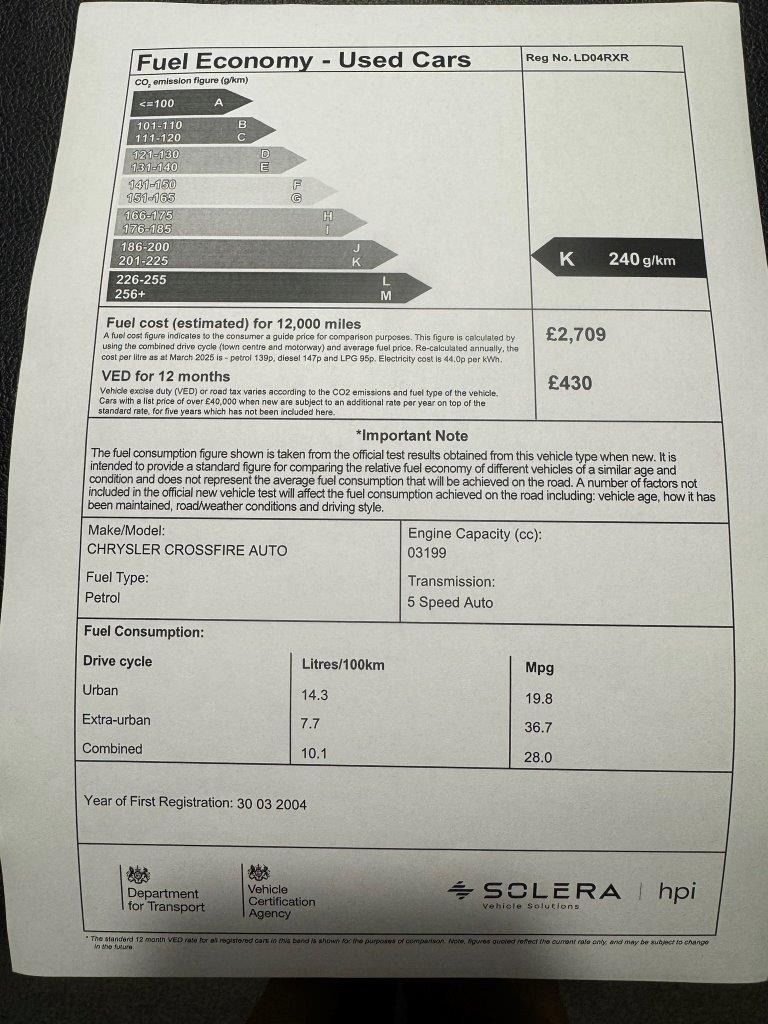 Fuel Economy - Used Cars
Reg No. LD04RXR
CO2 emission figure (g/km)
<=100 A
101-110 B
111-120 C
121-130 D
131-140 E
141-150 F
151-165 G
166-175 H
176-185 I
186-200 J
201-225 K
226-255 L
256+ M
K 240 g/km
Fuel cost (estimated) for 12,000 miles
A fuel cost figure indicates to the consumer a guide price for comparison purposes. This figure is calculated by
using the combined drive cycle (town centre and motorway) and average fuel price. Re-calculated annually, the
cost per litre as at March 2025 is - petrol 139p, diesel 147p and LPG 95p. Electricity cost is 44.0p per kWh.
£2,709
VED for 12 months
Vehicle excise duty (VED) or road tax varies according to the CO2 emissions and fuel type of the vehicle.
Cars with a list price of over £40,000 when new are subject to an additional rate per year on top of the
standard rate, for five years which has not been included here.
£430
*Important Note
The fuel consumption figure shown is taken from the official test results obtained from this vehicle type when new. It is
intended to provide a standard figure for comparing the relative fuel economy of different vehicles of a similar age and
condition and does not represent the average fuel consumption that will be achieved on the road. A number of factors not
included in the official new vehicle test will affect the fuel consumption achieved on the road including: vehicle age, how it has
been maintained, road/weather conditions and driving style.
Make/Model:
CHRYSLER CROSSFIRE AUTO
Engine Capacity (cc):
03199
Fuel Type:
Petrol
Transmission:
5 Speed Auto
Fuel Consumption:
Drive cycle Litres/100km Mpg
Urban 14.3 19.8
Extra-urban 7.7 36.7
Combined 10.1 28.0
Year of First Registration: 30 03 2004
Department
for Transport
Vehicle
Certification
Agency
SOLERA | hpi
Vehicle Solutions
* The standard 12 month VED rate for all registered cars in this band is shown for the purposes of comparison. Note, figures quoted reflect the current rate only, and may be subject to change
in the future.